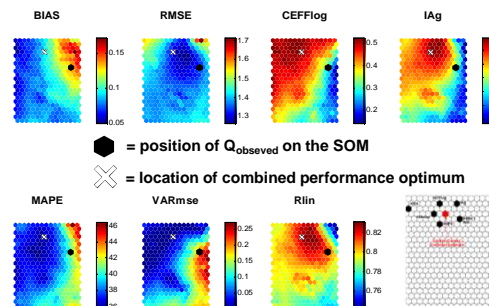 BIAS RMSE CEFFlog IAg
0.15 1.7 0.5
1.6
1.5 0.4
0.1 0.3
1.4
1.3 0.2
0.05
= position of Qobseved on the SOM
= location of combined performance optimum
MAPE VARmse Rlin
46
44 0.25 0.82
42 0.2 0.8
40 0.15 0.78
38 0.1 0.76
36 0.05